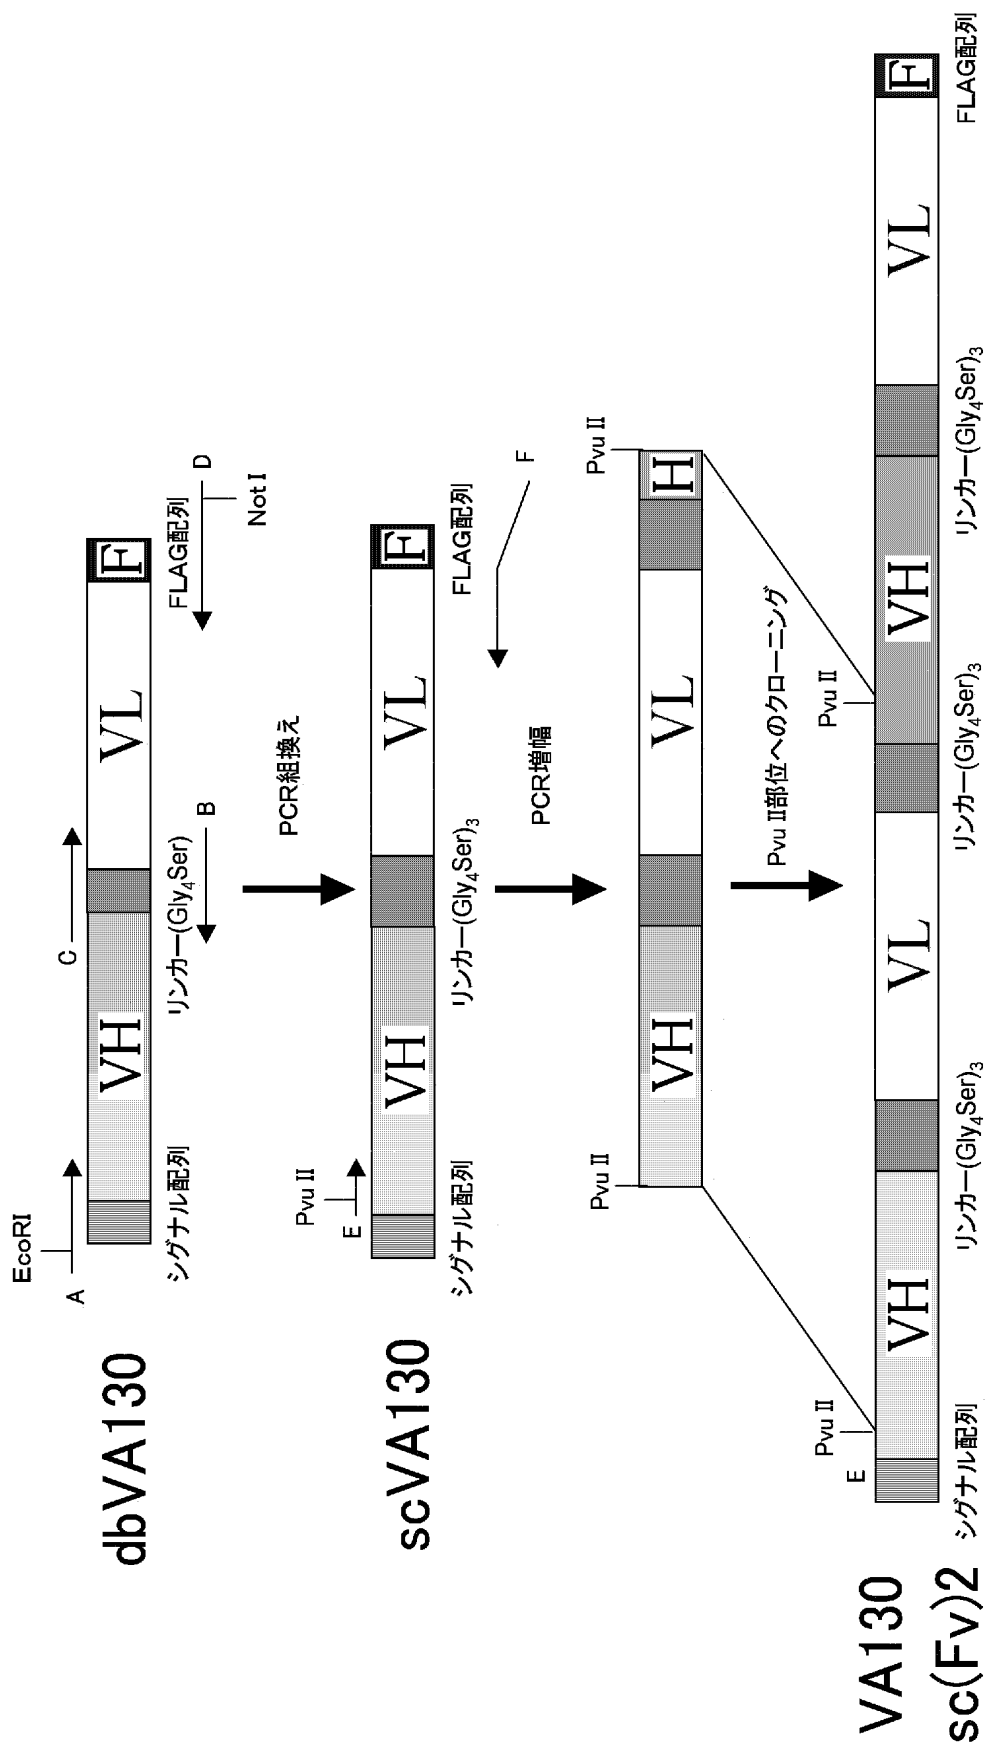 dbVA130
EcoRI
A
C
VH
VL
F
シグナル配列
リンカー(Gly4Ser)
B
FLAG配列
D
Not I
PCR組換え
scVA130
Pvu II
E
VH
VL
F
シグナル配列
リンカー(Gly4Ser)3
FLAG配列
F
PCR増幅
Pvu II
VH
VL
H
Pvu II
Pvu II部位へのクローニング
VA130
sc(Fv)2
E
Pvu II
Pvu II
VH
VL
VH
VL
F
シグナル配列
リンカー(Gly4Ser)3
リンカー(Gly4Ser)3
リンカー(Gly4Ser)3
FLAG配列